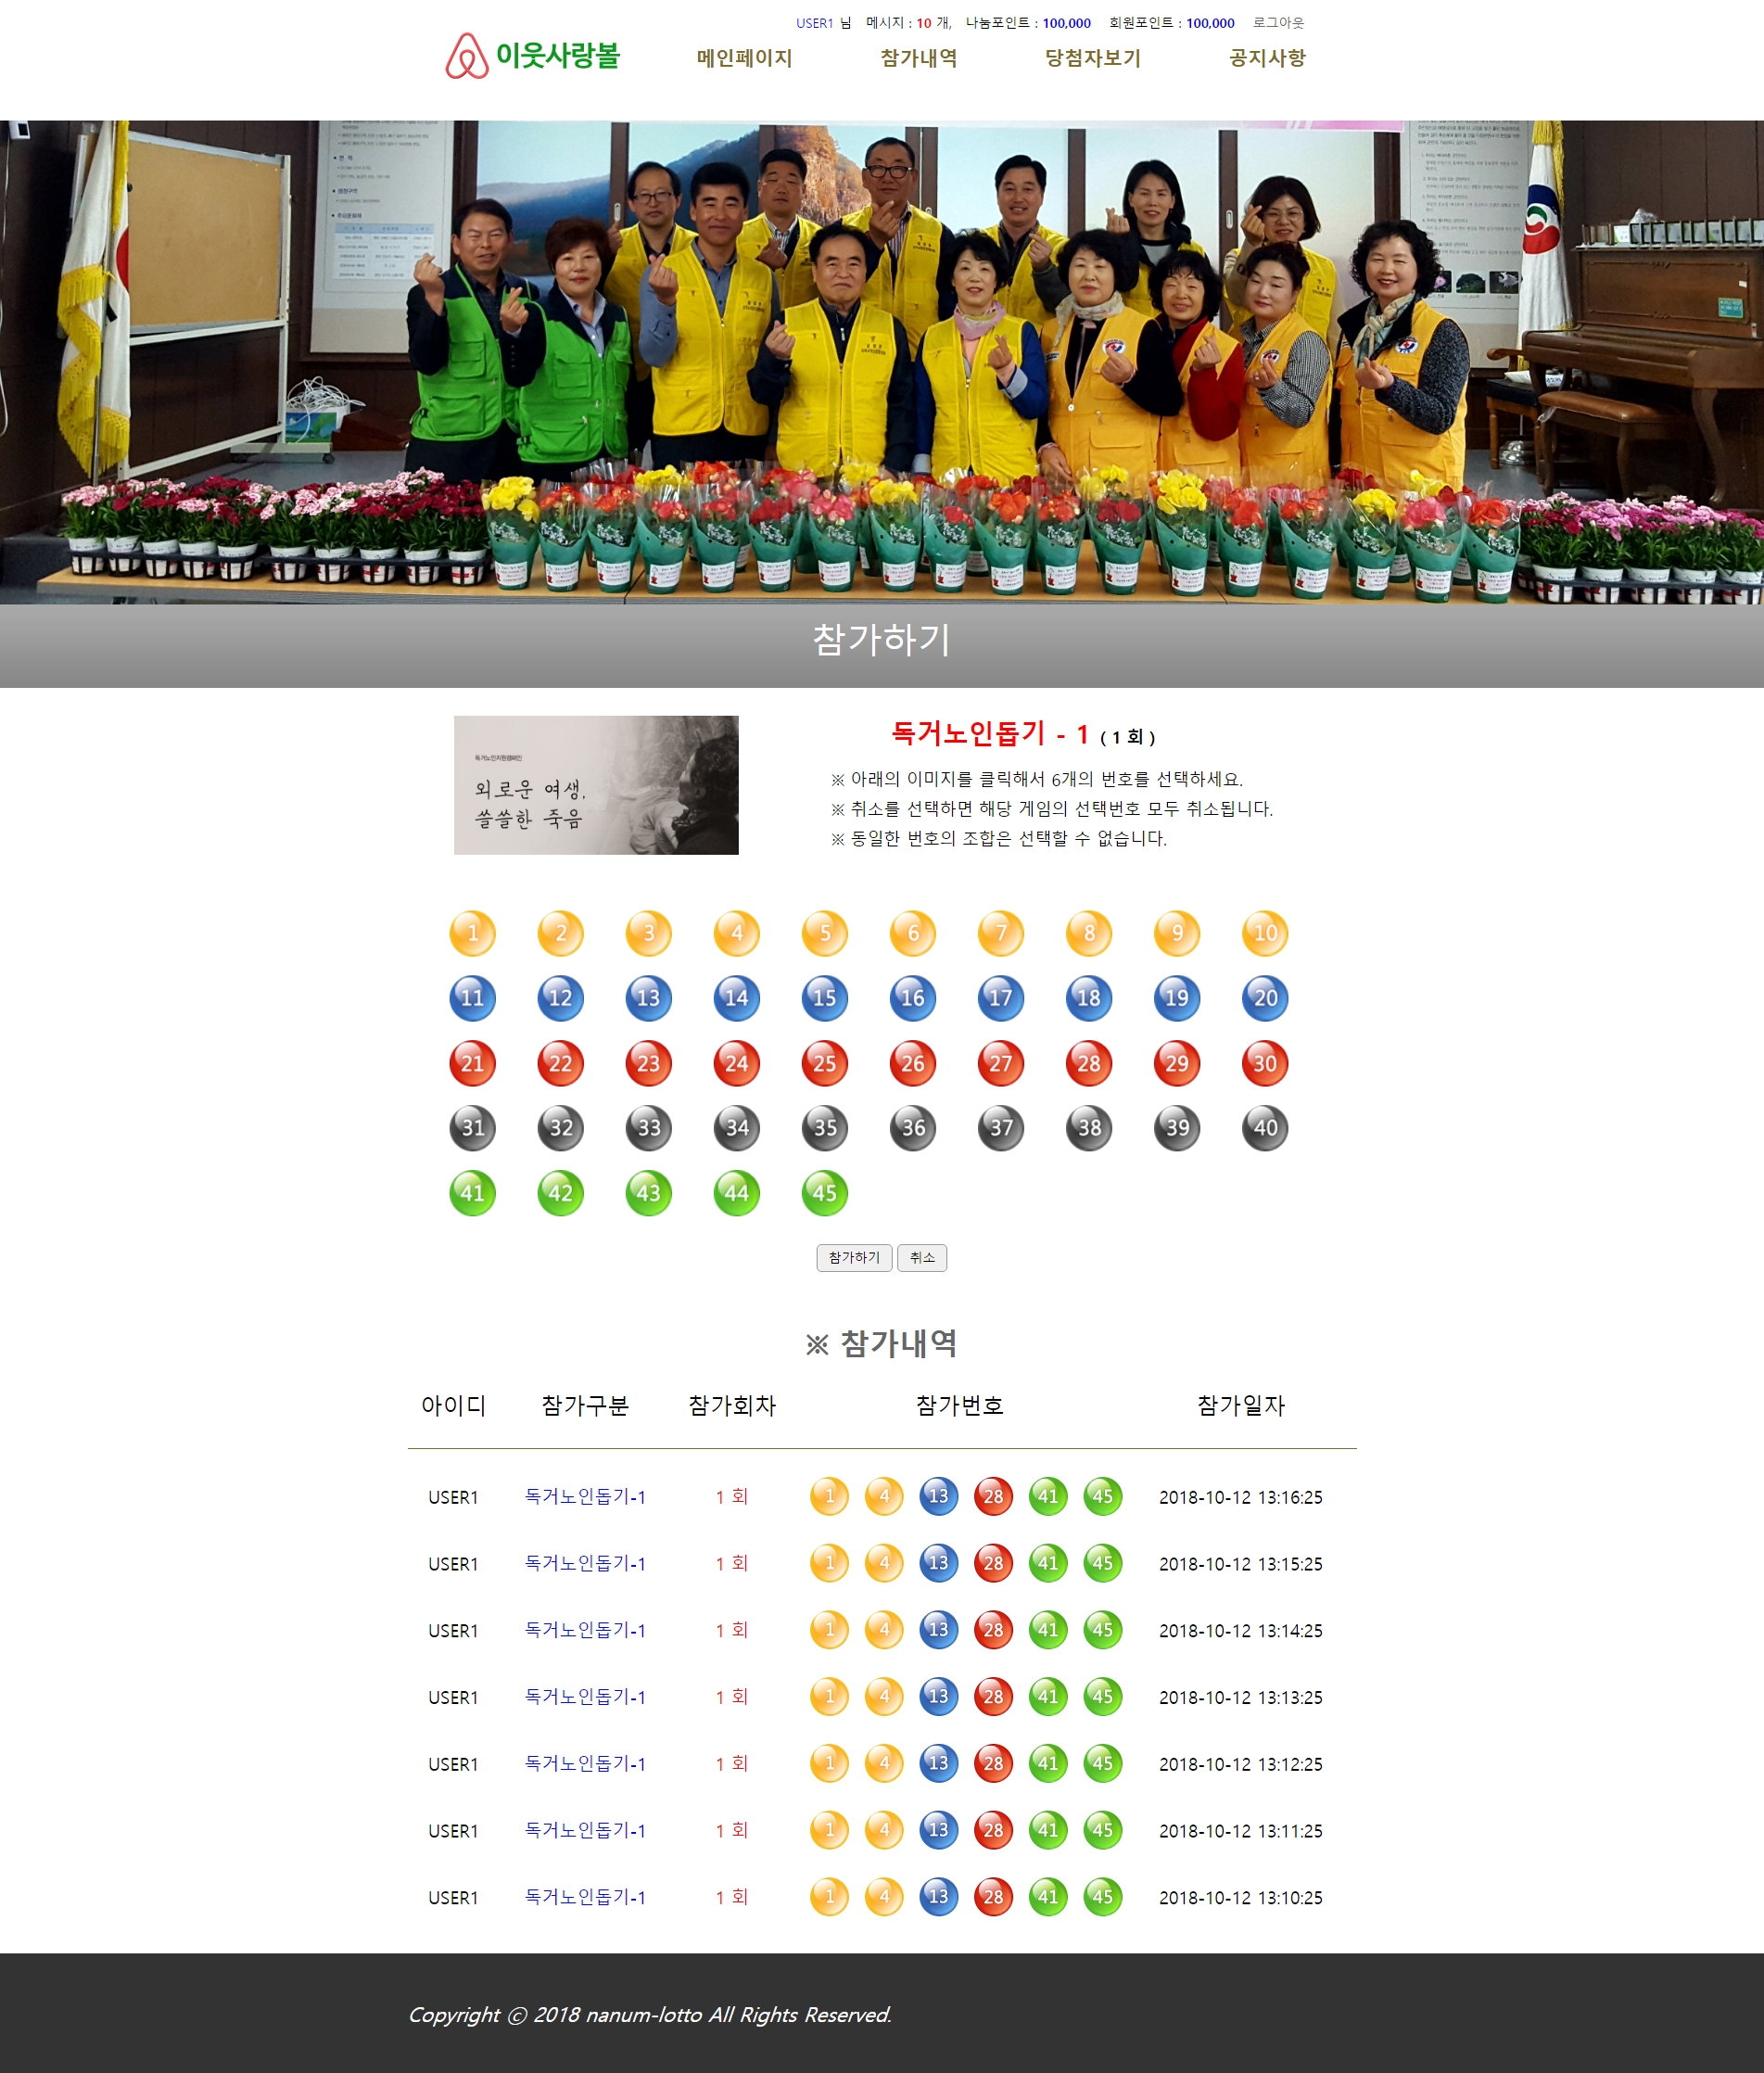 USER1 님 메시지 : 10 개, 나눔포인트 : 100,000 회원포인트 : 100,000 로그아웃
이웃사랑볼
메인페이지 참가내역 당첨자보기 공지사항
참가하기
독거노인지원캠페인
외로운 여생,
쓸쓸한 죽음
독거노인돕기 - 1 ( 1 회 )
※ 아래의 이미지를 클릭해서 6개의 번호를 선택하세요.
※ 취소를 선택하면 해당 게임의 선택번호 모두 취소됩니다.
※ 동일한 번호의 조합은 선택할 수 없습니다.
1 2 3 4 5 6 7 8 9 10
11 12 13 14 15 16 17 18 19 20
21 22 23 24 25 26 27 28 29 30
31 32 33 34 35 36 37 38 39 40
41 42 43 44 45
참가하기 취소
※ 참가내역
아이디 참가구분 참가회차 참가번호 참가일자
USER1 독거노인돕기-1 1 회 1 4 13 28 41 45 2018-10-12 13:16:25
USER1 독거노인돕기-1 1 회 1 4 13 28 41 45 2018-10-12 13:15:25
USER1 독거노인돕기-1 1 회 1 4 13 28 41 45 2018-10-12 13:14:25
USER1 독거노인돕기-1 1 회 1 4 13 28 41 45 2018-10-12 13:13:25
USER1 독거노인돕기-1 1 회 1 4 13 28 41 45 2018-10-12 13:12:25
USER1 독거노인돕기-1 1 회 1 4 13 28 41 45 2018-10-12 13:11:25
USER1 독거노인돕기-1 1 회 1 4 13 28 41 45 2018-10-12 13:10:25
Copyright ⓒ 2018 nanum-lotto All Rights Reserved.